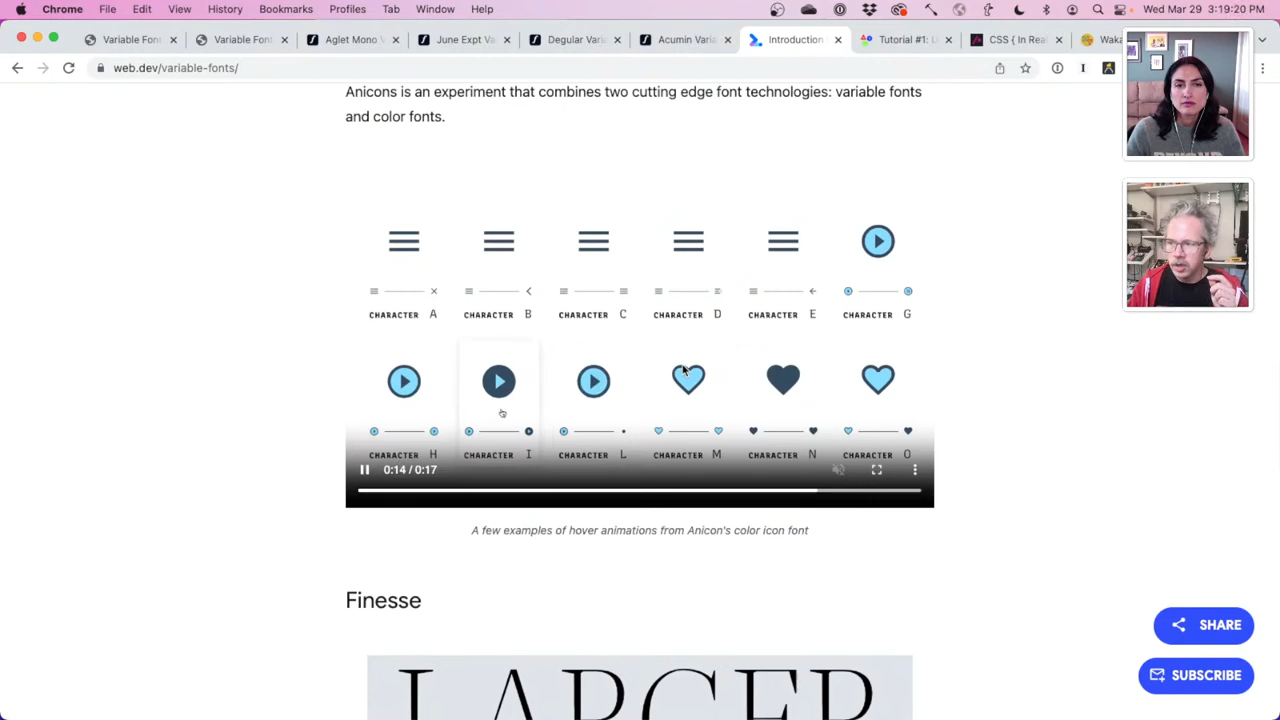 Chrome File Edit View History Bookmarks Profiles Tab Window Help Wed Mar 29 3:19:20 PM
Variable Fon Variable Fon Aglet Mono V June Expt Va Degular Varia Acumin Varia Introduction Tutorial #1: L CSS { In Rea Waka
web.dev/variable-fonts/
Anicons is an experiment that combines two cutting edge font technologies: variable fonts
and color fonts.
CHARACTER A CHARACTER B CHARACTER C CHARACTER D CHARACTER E CHARACTER G
CHARACTER H CHARACTER I CHARACTER L CHARACTER M CHARACTER N CHARACTER O
0:14 / 0:17
A few examples of hover animations from Anicon's color icon font
Finesse
SHARE
LARGER
SUBSCRIBE